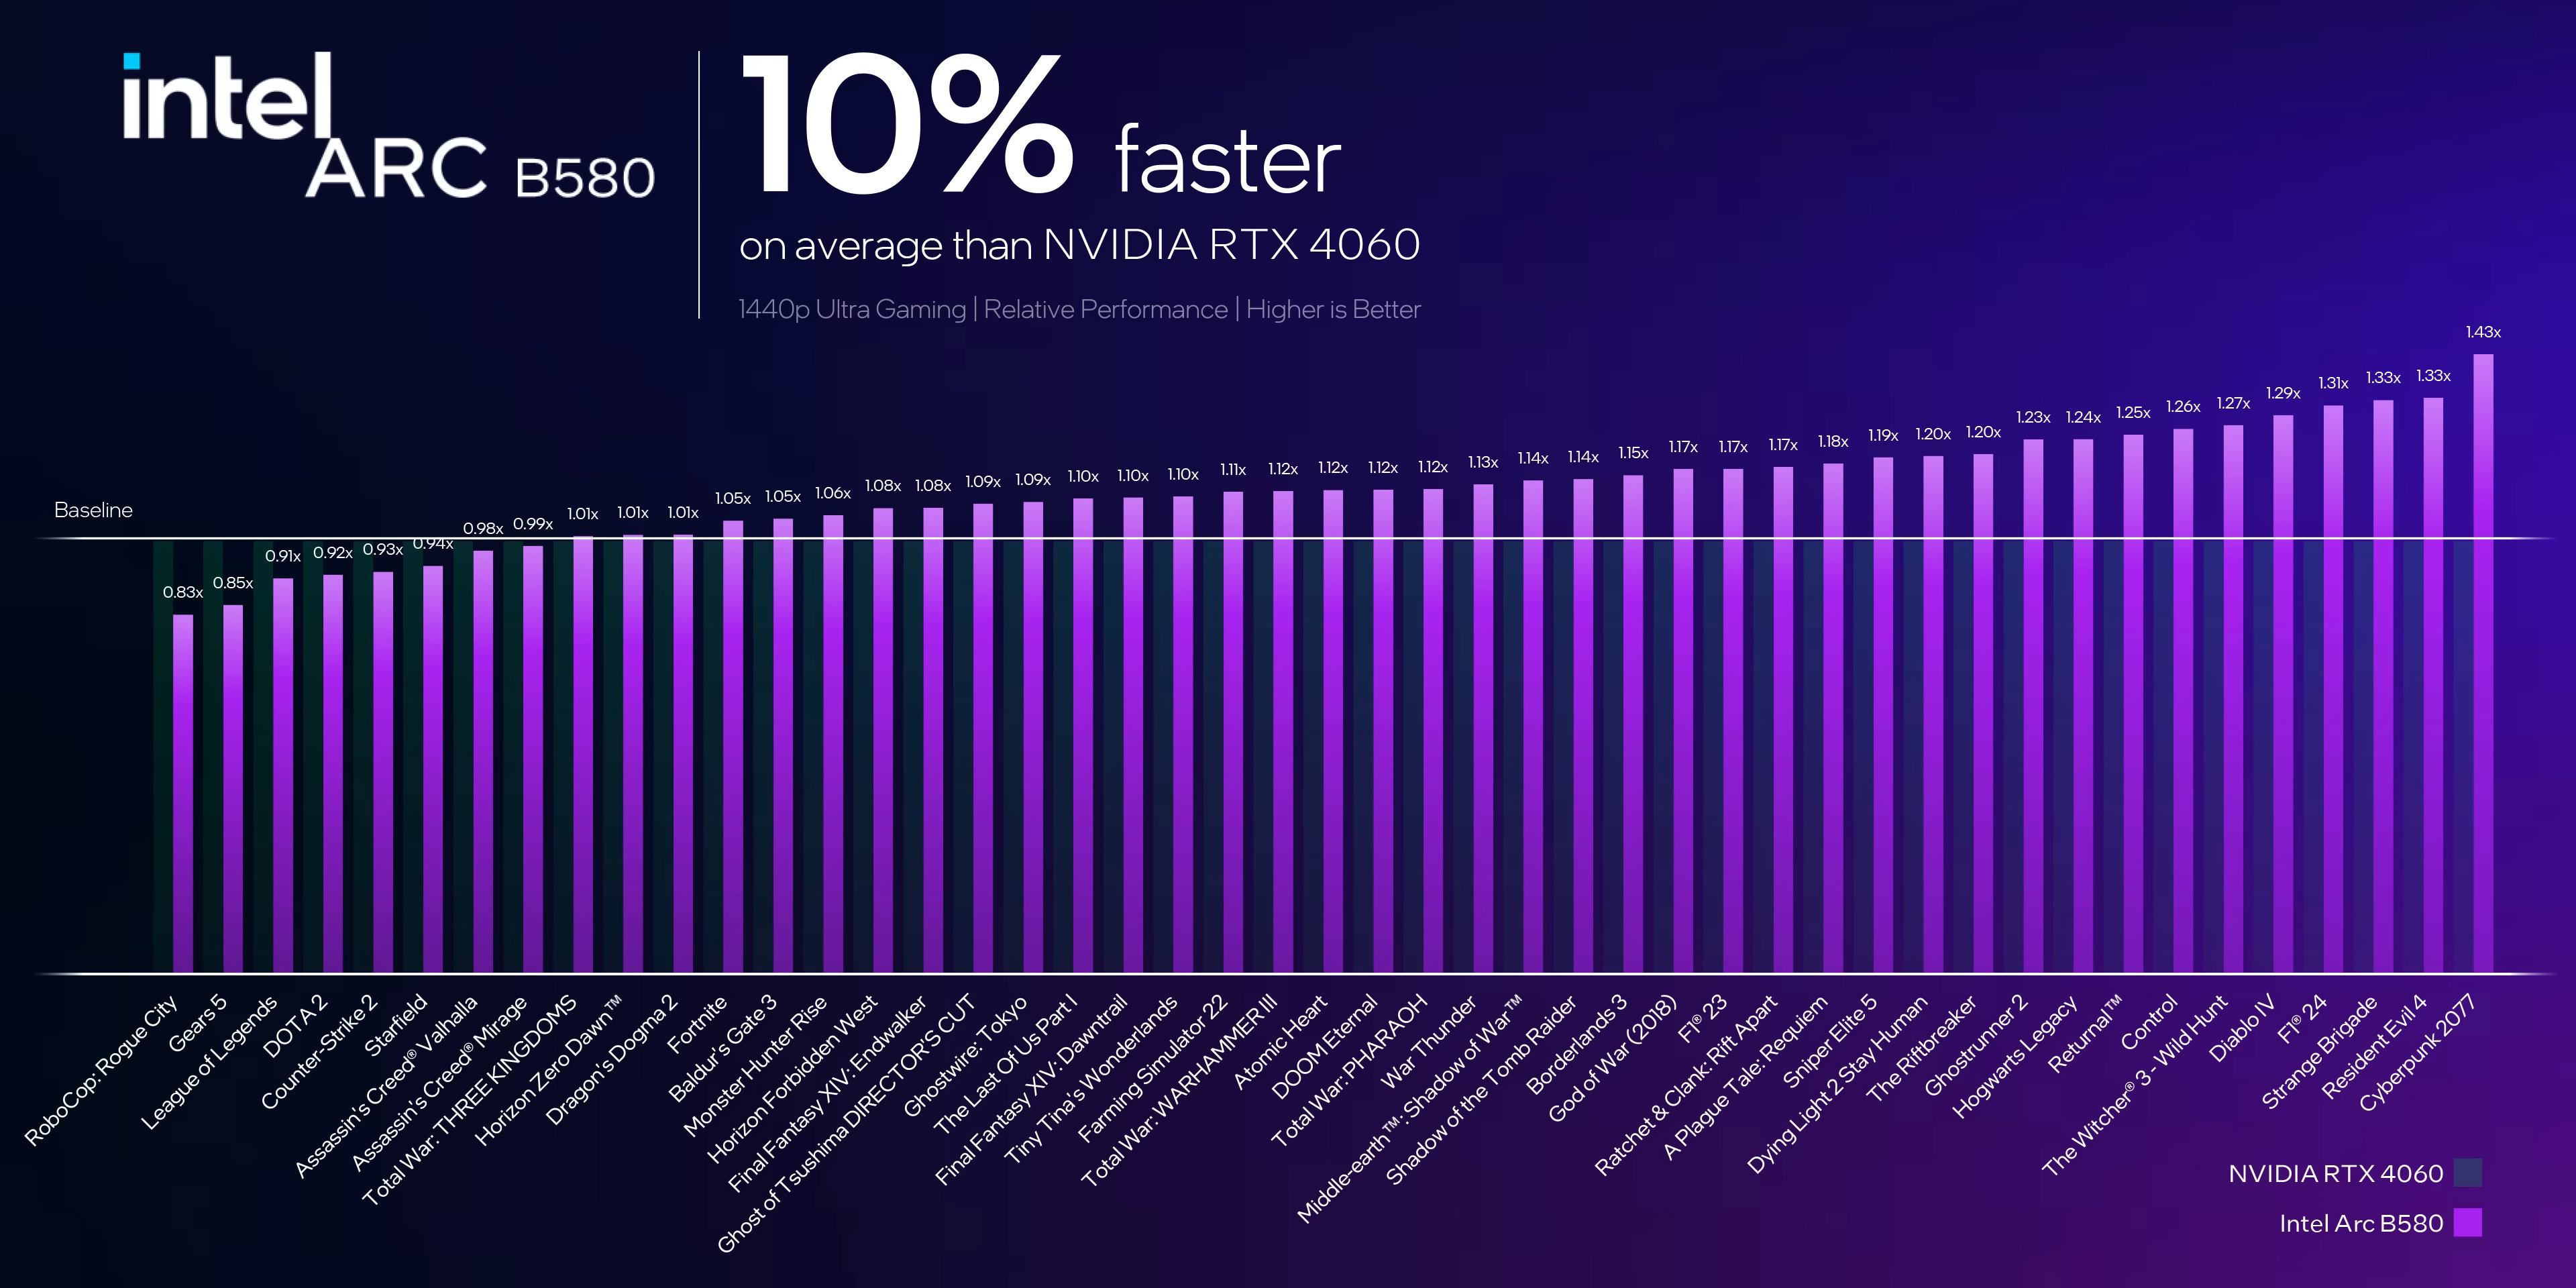 intel
ARC B580
10% faster
on average than NVIDIA RTX 4060
1440p Ultra Gaming | Relative Performance | Higher is Better
Baseline
0.83x
0.85x
0.91x
0.92x
0.93x
0.94x
0.98x
0.99x
1.01x
1.01x
1.01x
1.05x
1.05x
1.06x
1.08x
1.08x
1.09x
1.09x
1.10x
1.10x
1.10x
1.11x
1.12x
1.12x
1.12x
1.12x
1.13x
1.14x
1.14x
1.15x
1.17x
1.17x
1.17x
1.18x
1.19x
1.20x
1.20x
1.23x
1.24x
1.25x
1.26x
1.27x
1.29x
1.31x
1.33x
1.33x
1.43x
RoboCop: Rogue City
Gears 5
League of Legends
DOTA 2
Counter-Strike 2
Starfield
Assassin's Creed® Valhalla
Assassin's Creed® Mirage
Total War: THREE KINGDOMS
Horizon Zero Dawn™
Dragon's Dogma 2
Fortnite
Baldur's Gate 3
Monster Hunter Rise
Horizon Forbidden West
Final Fantasy XIV: Endwalker
Ghost of Tsushima DIRECTOR'S CUT
Ghostwire: Tokyo
The Last Of Us Part I
Final Fantasy XIV: Dawntrail
Tiny Tina's Wonderlands
Farming Simulator 22
Total War: WARHAMMER III
Atomic Heart
DOOM Eternal
Total War: PHARAOH
War Thunder
Middle-earth™: Shadow of War™
Shadow of the Tomb Raider
Borderlands 3
God of War (2018)
F1® 23
Ratchet & Clank: Rift Apart
A Plague Tale: Requiem
Sniper Elite 5
Dying Light 2 Stay Human
The Riftbreaker
Ghostrunner 2
Hogwarts Legacy
Returnal™
Control
The Witcher® 3 - Wild Hunt
Diablo IV
F1® 24
Strange Brigade
Resident Evil 4
Cyberpunk 2077
NVIDIA RTX 4060
Intel Arc B580